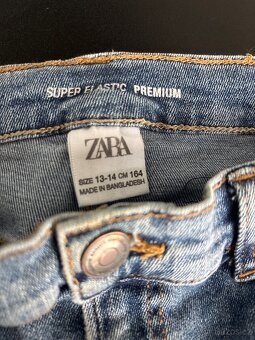 SUPER ELASTIC PREMIUM
ZARA
SIZE 13-14 CM 164
MADE IN BANGLADESH